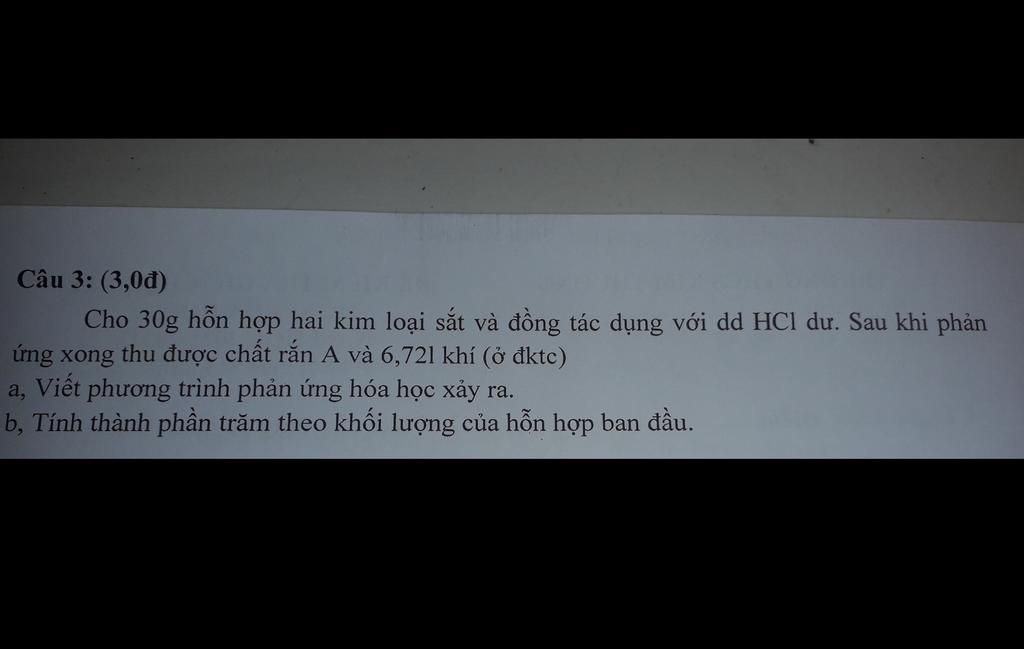 Câu 3: (3,0đ)
Cho 30g hỗn hợp hai kim loại sắt và đồng tác dụng với dd HCl dư. Sau khi phản
ứng xong thu được chất rắn A và 6,72l khí (ở đktc)
a, Viết phương trình phản ứng hóa học xảy ra.
b, Tính thành phần trăm theo khối lượng của hỗn hợp ban đầu.